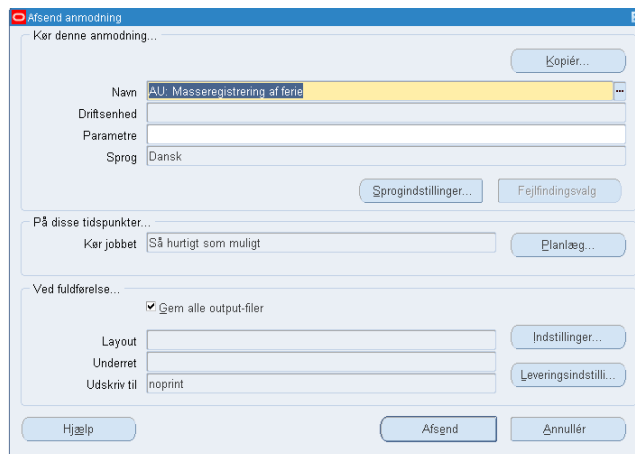 Afsend anmodning
Kør denne anmodning...
Kopiér...
Navn AU: Masseregistrering af ferie
Driftsenhed
Parametre
Sprog Dansk
Sprogindstillinger... Fejlfindingsvalg
På disse tidspunkter...
Kør jobbet Så hurtigt som muligt Planlæg...
Ved fuldførelse...
Gem alle output-filer
Layout Indstillinger...
Underret
Udskriv til noprint Leveringsindstilli...
Hjælp Afsend Annullér